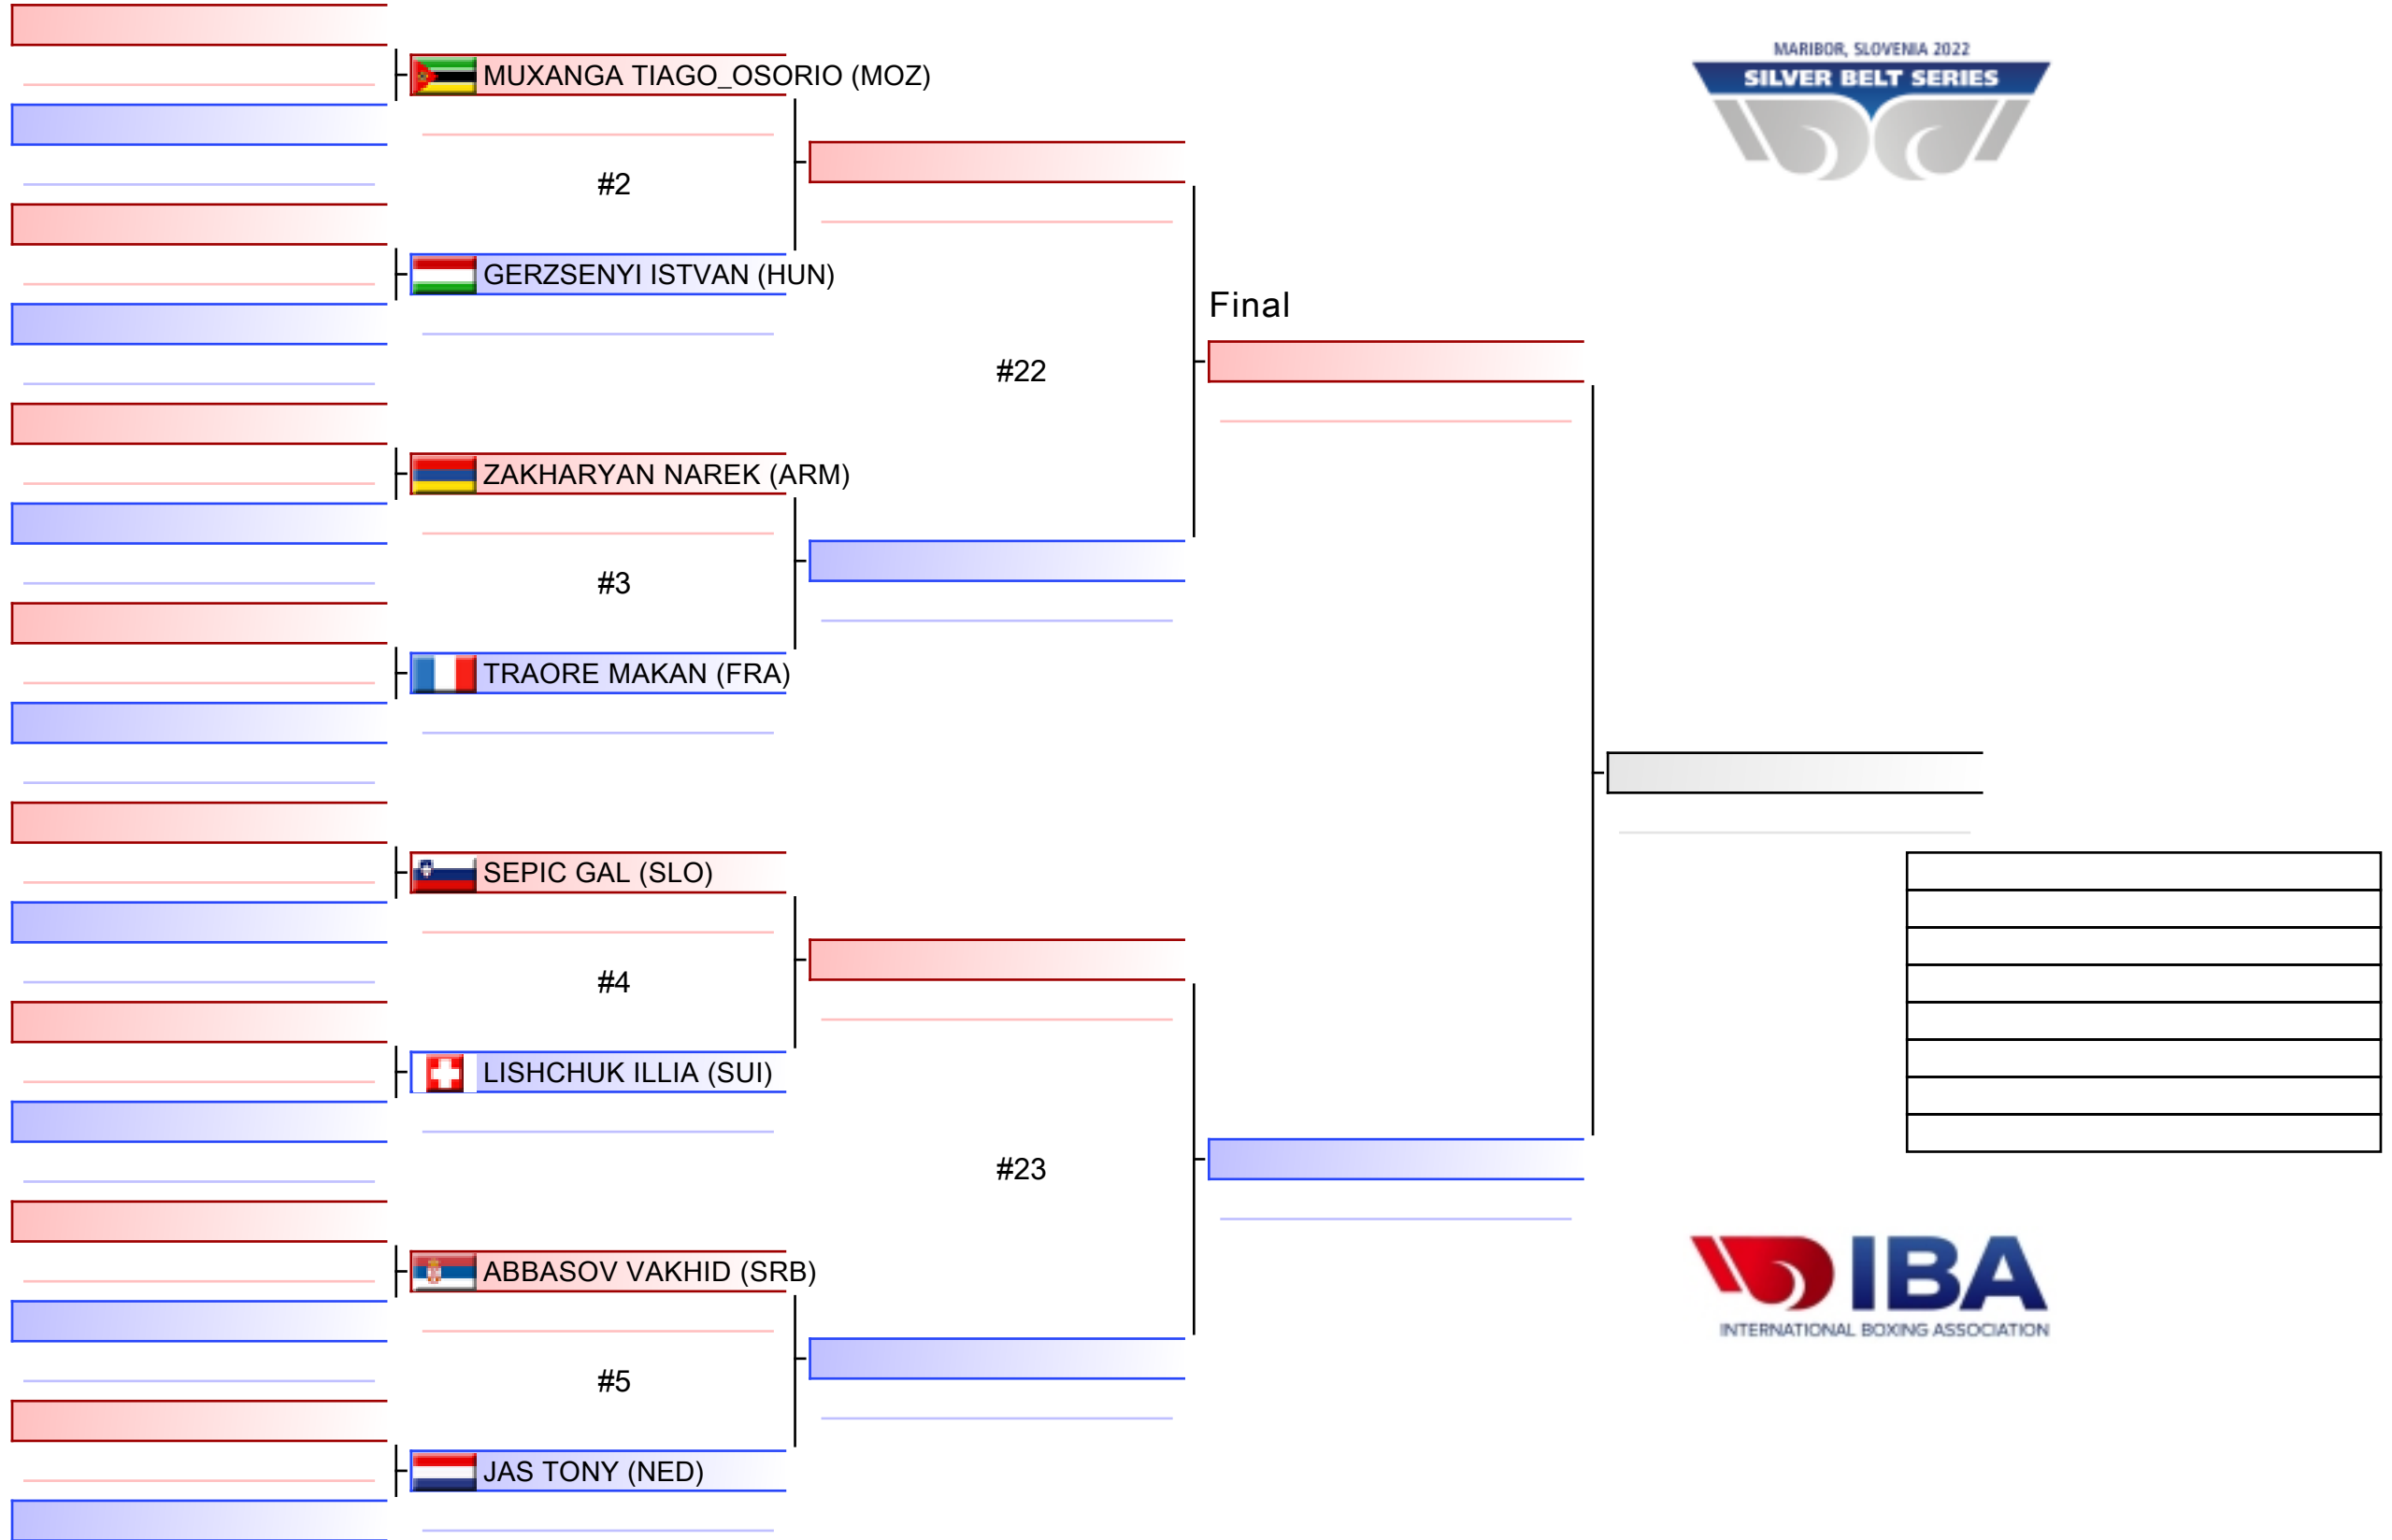 MARIBOR, SLOVENIA 2022
SILVER BELT SERIES
MUXANGA TIAGO_OSORIO (MOZ)
#2
GERZSENYI ISTVAN (HUN)
Final
#22
ZAKHARYAN NAREK (ARM)
#3
TRAORE MAKAN (FRA)
SEPIC GAL (SLO)
#4
LISHCHUK ILLIA (SUI)
#23
ABBASOV VAKHID (SRB)
IBA
INTERNATIONAL BOXING ASSOCIATION
#5
JAS TONY (NED)